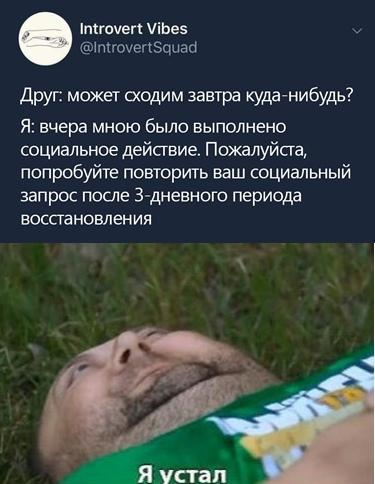 Introvert Vibes
@IntrovertSquad
Друг: может сходим завтра куда-нибудь?
Я: вчера мною было выполнено
социальное действие. Пожалуйста,
попробуйте повторить ваш социальный
запрос после 3-дневного периода
восстановления
Я устал